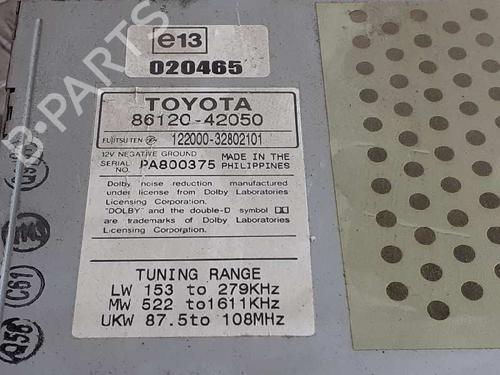 e13
020465
TOYOTA
86120-42050
FUJITSU TEN 122000-32802101
12V NEGATIVE GROUND MADE IN THE
SERIAL NO. PA800375 PHILIPPINES
Dolby noise reduction manufactured
under license from Dolby Laboratories
Licensing Corporation.
"DOLBY" and the double-D symbol
are trademarks of Dolby Laboratories
Licensing Corporation.
TUNING RANGE
LW 153 to 279KHz
MW 522 to1611KHz
UKW 87.5to 108MHz
B-PARTS